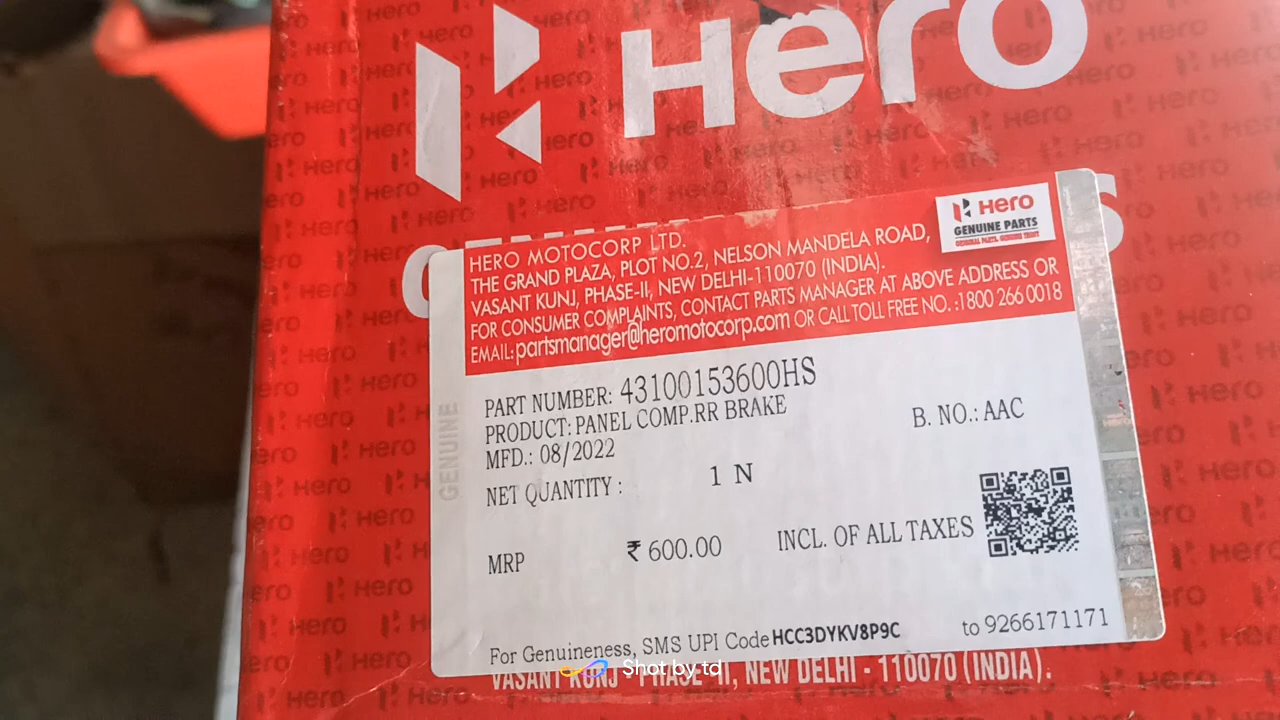 Hero
HERO MOTOCORP LTD.
THE GRAND PLAZA, PLOT NO.2, NELSON MANDELA ROAD,
VASANT KUNJ, PHASE-II, NEW DELHI-110070 (INDIA).
FOR CONSUMER COMPLAINTS, CONTACT PARTS MANAGER AT ABOVE ADDRESS OR
EMAIL: partsmanager@heromotocorp.com OR CALL TOLL FREE NO. :1800 266 0018
Hero
GENUINE PARTS
ORIGINAL PARTS. GENUINE TRUST
GENUINE
PART NUMBER: 43100153600HS
PRODUCT: PANEL COMP.RR BRAKE
B. NO.: AAC
MFD.: 08/2022
NET QUANTITY : 1 N
MRP ₹ 600.00 INCL. OF ALL TAXES
For Genuineness, SMS UPI Code HCC3DYKV8P9C to 9266171171
VASANT KUNJ - PHASE-II, NEW DELHI - 110070 (INDIA).
Shot by td